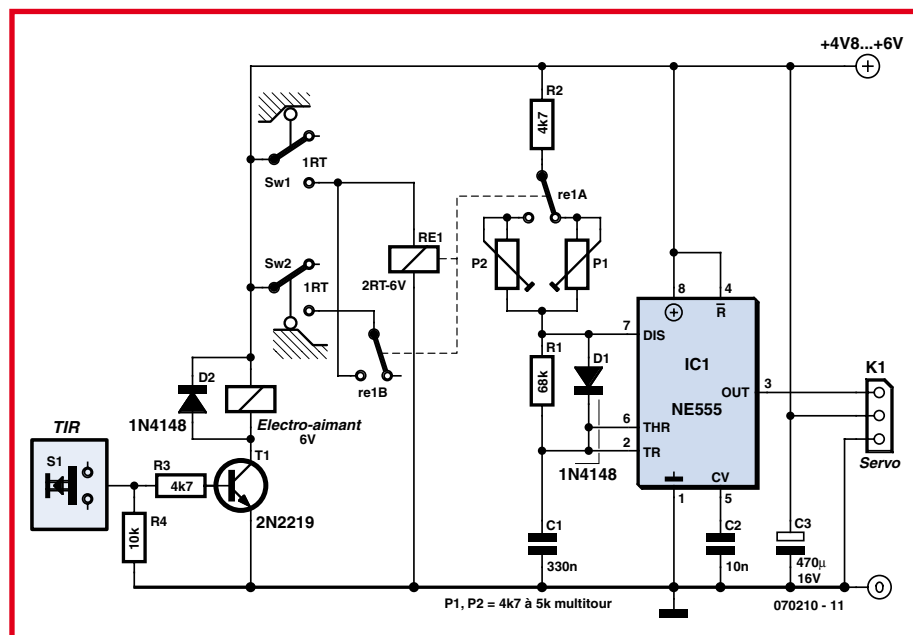 +4V8...+6V
+
R2
4k7
1RT
Sw1
re1A
RE1
P2
P1
Sw2
2RT-6V
1RT
8
4
+
R
7
DIS
R1
D1
IC1
K1
68k
OUT
3
D2
re1B
NE555
6
THR
1N4148
Electro-aimant
6V
2
TR
TIR
1N4148
Servo
S1
T1
R3
CV
4k7
1
5
2N2219
R4
10k
C1
C2
C3
330n
10n
470µ
16V
P1, P2 = 4k7 à 5k multitour
070210 - 11
0